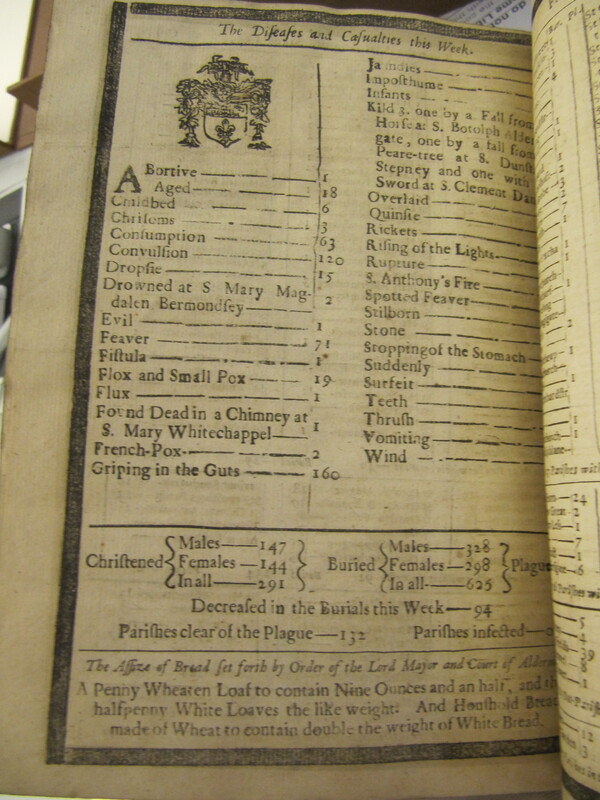 do not
The Diſeaſes and Caſualties this Week.
ABortive — 1
Aged — 18
Childbed — 6
Chriſoms — 3
Conſumption — 63
Convulſion — 120
Dropſie — 15
Drowned at S Mary Mag-
dalen Bermondſey — 2
Evil — 1
Feaver — 71
Fiſtula — 1
Flox and Small Pox — 19
Flux — 1
Found Dead in a Chimney at
S. Mary Whitechappel — 1
French-Pox — 2
Griping in the Guts — 160
Jaundies
Impoſthume
Infants
Kild 3. one by a Fall from
Horſe at S. Botolph Alderſ
gate, one by a fall from
Peare-tree at S. Dunſt
Stepney and one with
Sword at S. Clement Dan
Overlaid
Quinſie
Rickets
Riſing of the Lights
Rupture
S. Anthony's Fire
Spotted Feaver
Stilborn
Stone
Stopping of the Stomach
Suddenly
Surfeit
Teeth
Thruſh
Vomiting
Wind
Chriſtened { Males — 147 } Buried { Males — 328 } Plague
Females — 144 Females — 298
In all — 291 In all — 625
Decreaſed in the Burials this Week — 94
Pariſhes clear of the Plague — 132 Pariſhes infected — 0
The Aſſize of Bread ſet forth by Order of the Lord Mayor and Court of Alderm
A Penny Wheaten Loaf to contain Nine Ounces and an half, and th
halfpenny White Loaves the like weight. And Houſhold Bread
made of Wheat to contain double the weight of White Bread.